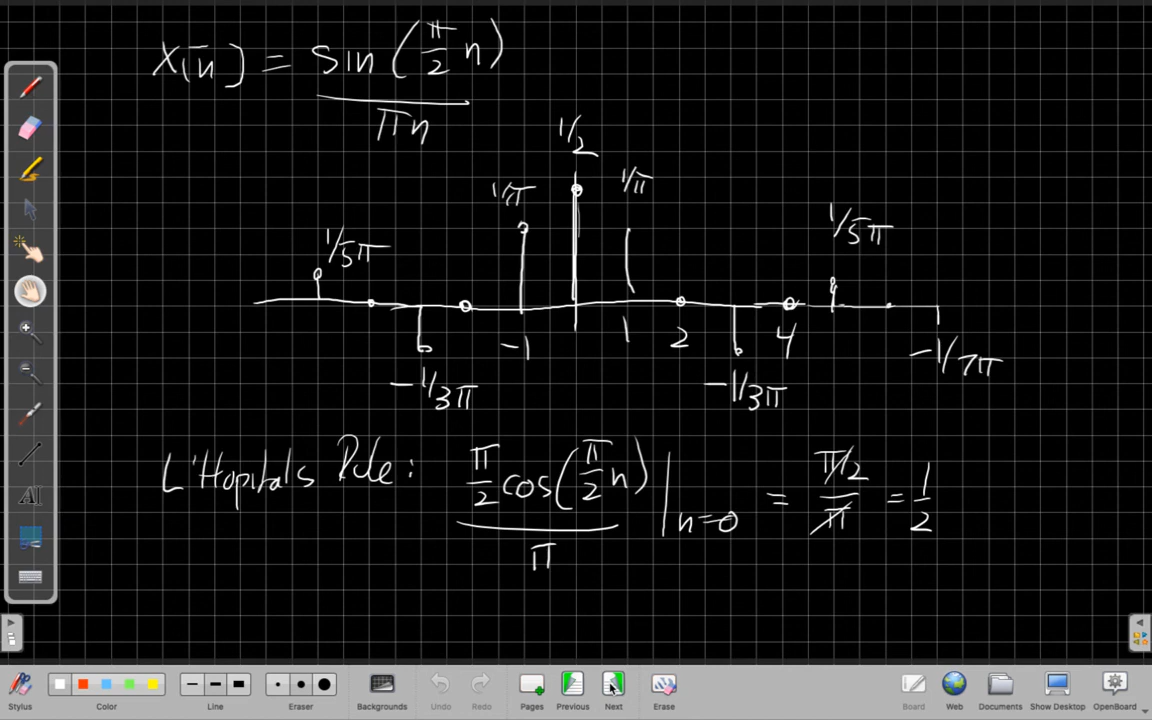 X[n] = sin(π/2 n) / πn
1/2
1/π 1/π
1/5π 1/5π
-1 1 2 4
-1/3π -1/3π -1/7π
L'Hopitals Rule: π/2 cos(π/2 n) / π | n=0 = π/2 / π = 1/2
Stylus Color Line Eraser Backgrounds Undo Redo Pages Previous Next Erase Board Web Documents Show Desktop OpenBoard